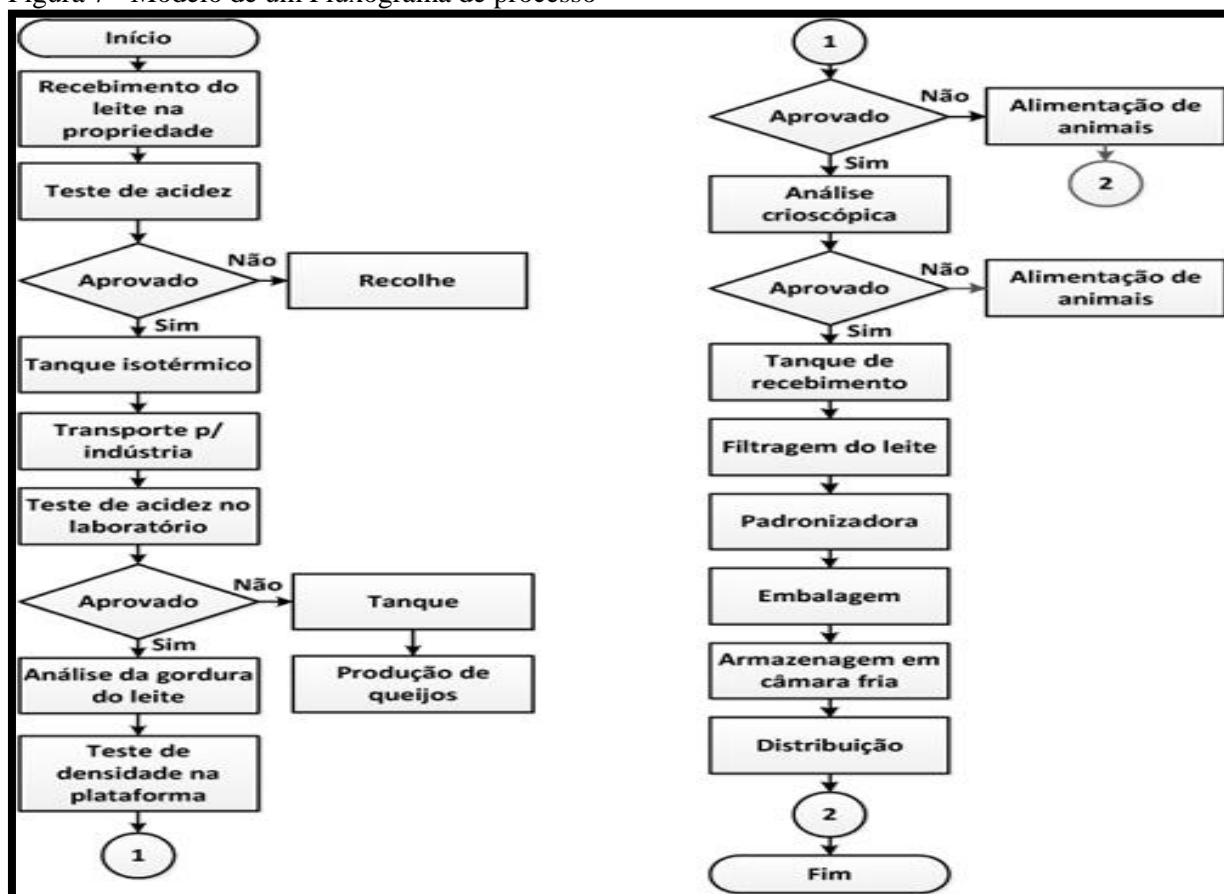 Figura 7 - Modelo de um Fluxograma de processo
Início
Recebimento do
leite na
propriedade
Teste de acidez
Aprovado
Não
Recolhe
Sim
Tanque isotérmico
Transporte p/
indústria
Teste de acidez no
laboratório
Aprovado
Não
Tanque
Produção de
queijos
Sim
Análise da gordura
do leite
Teste de
densidade na
plataforma
1
1
Aprovado
Não
Alimentação de
animais
2
Sim
Análise
crioscópica
Aprovado
Não
Alimentação de
animais
Sim
Tanque de
recebimento
Filtragem do leite
Padronizadora
Embalagem
Armazenagem em
câmara fria
Distribuição
2
Fim